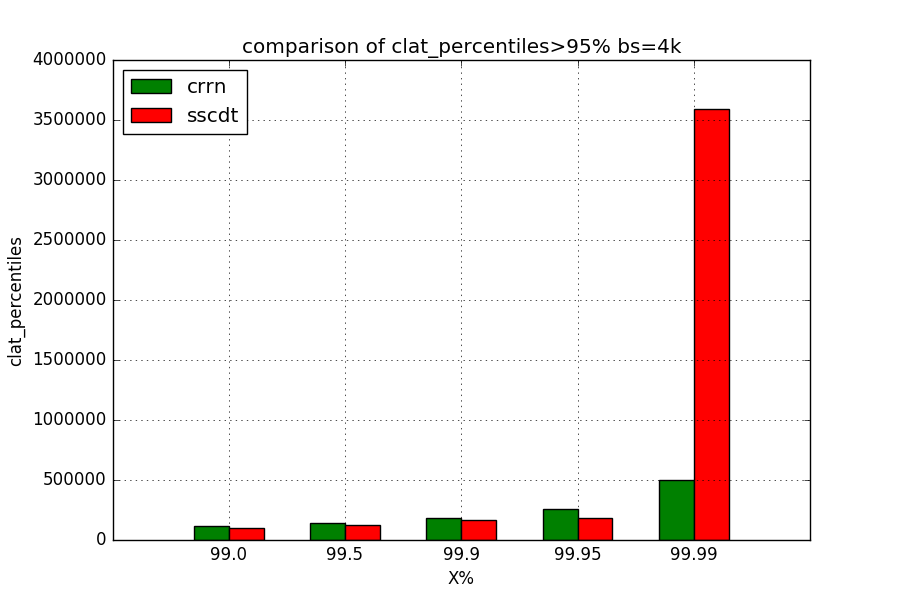 comparison of clat_percentiles>95% bs=4k
crrn
sscdt
4000000
3500000
3000000
2500000
2000000
1500000
1000000
500000
0
clat_percentiles
99.0 99.5 99.9 99.95 99.99
X%